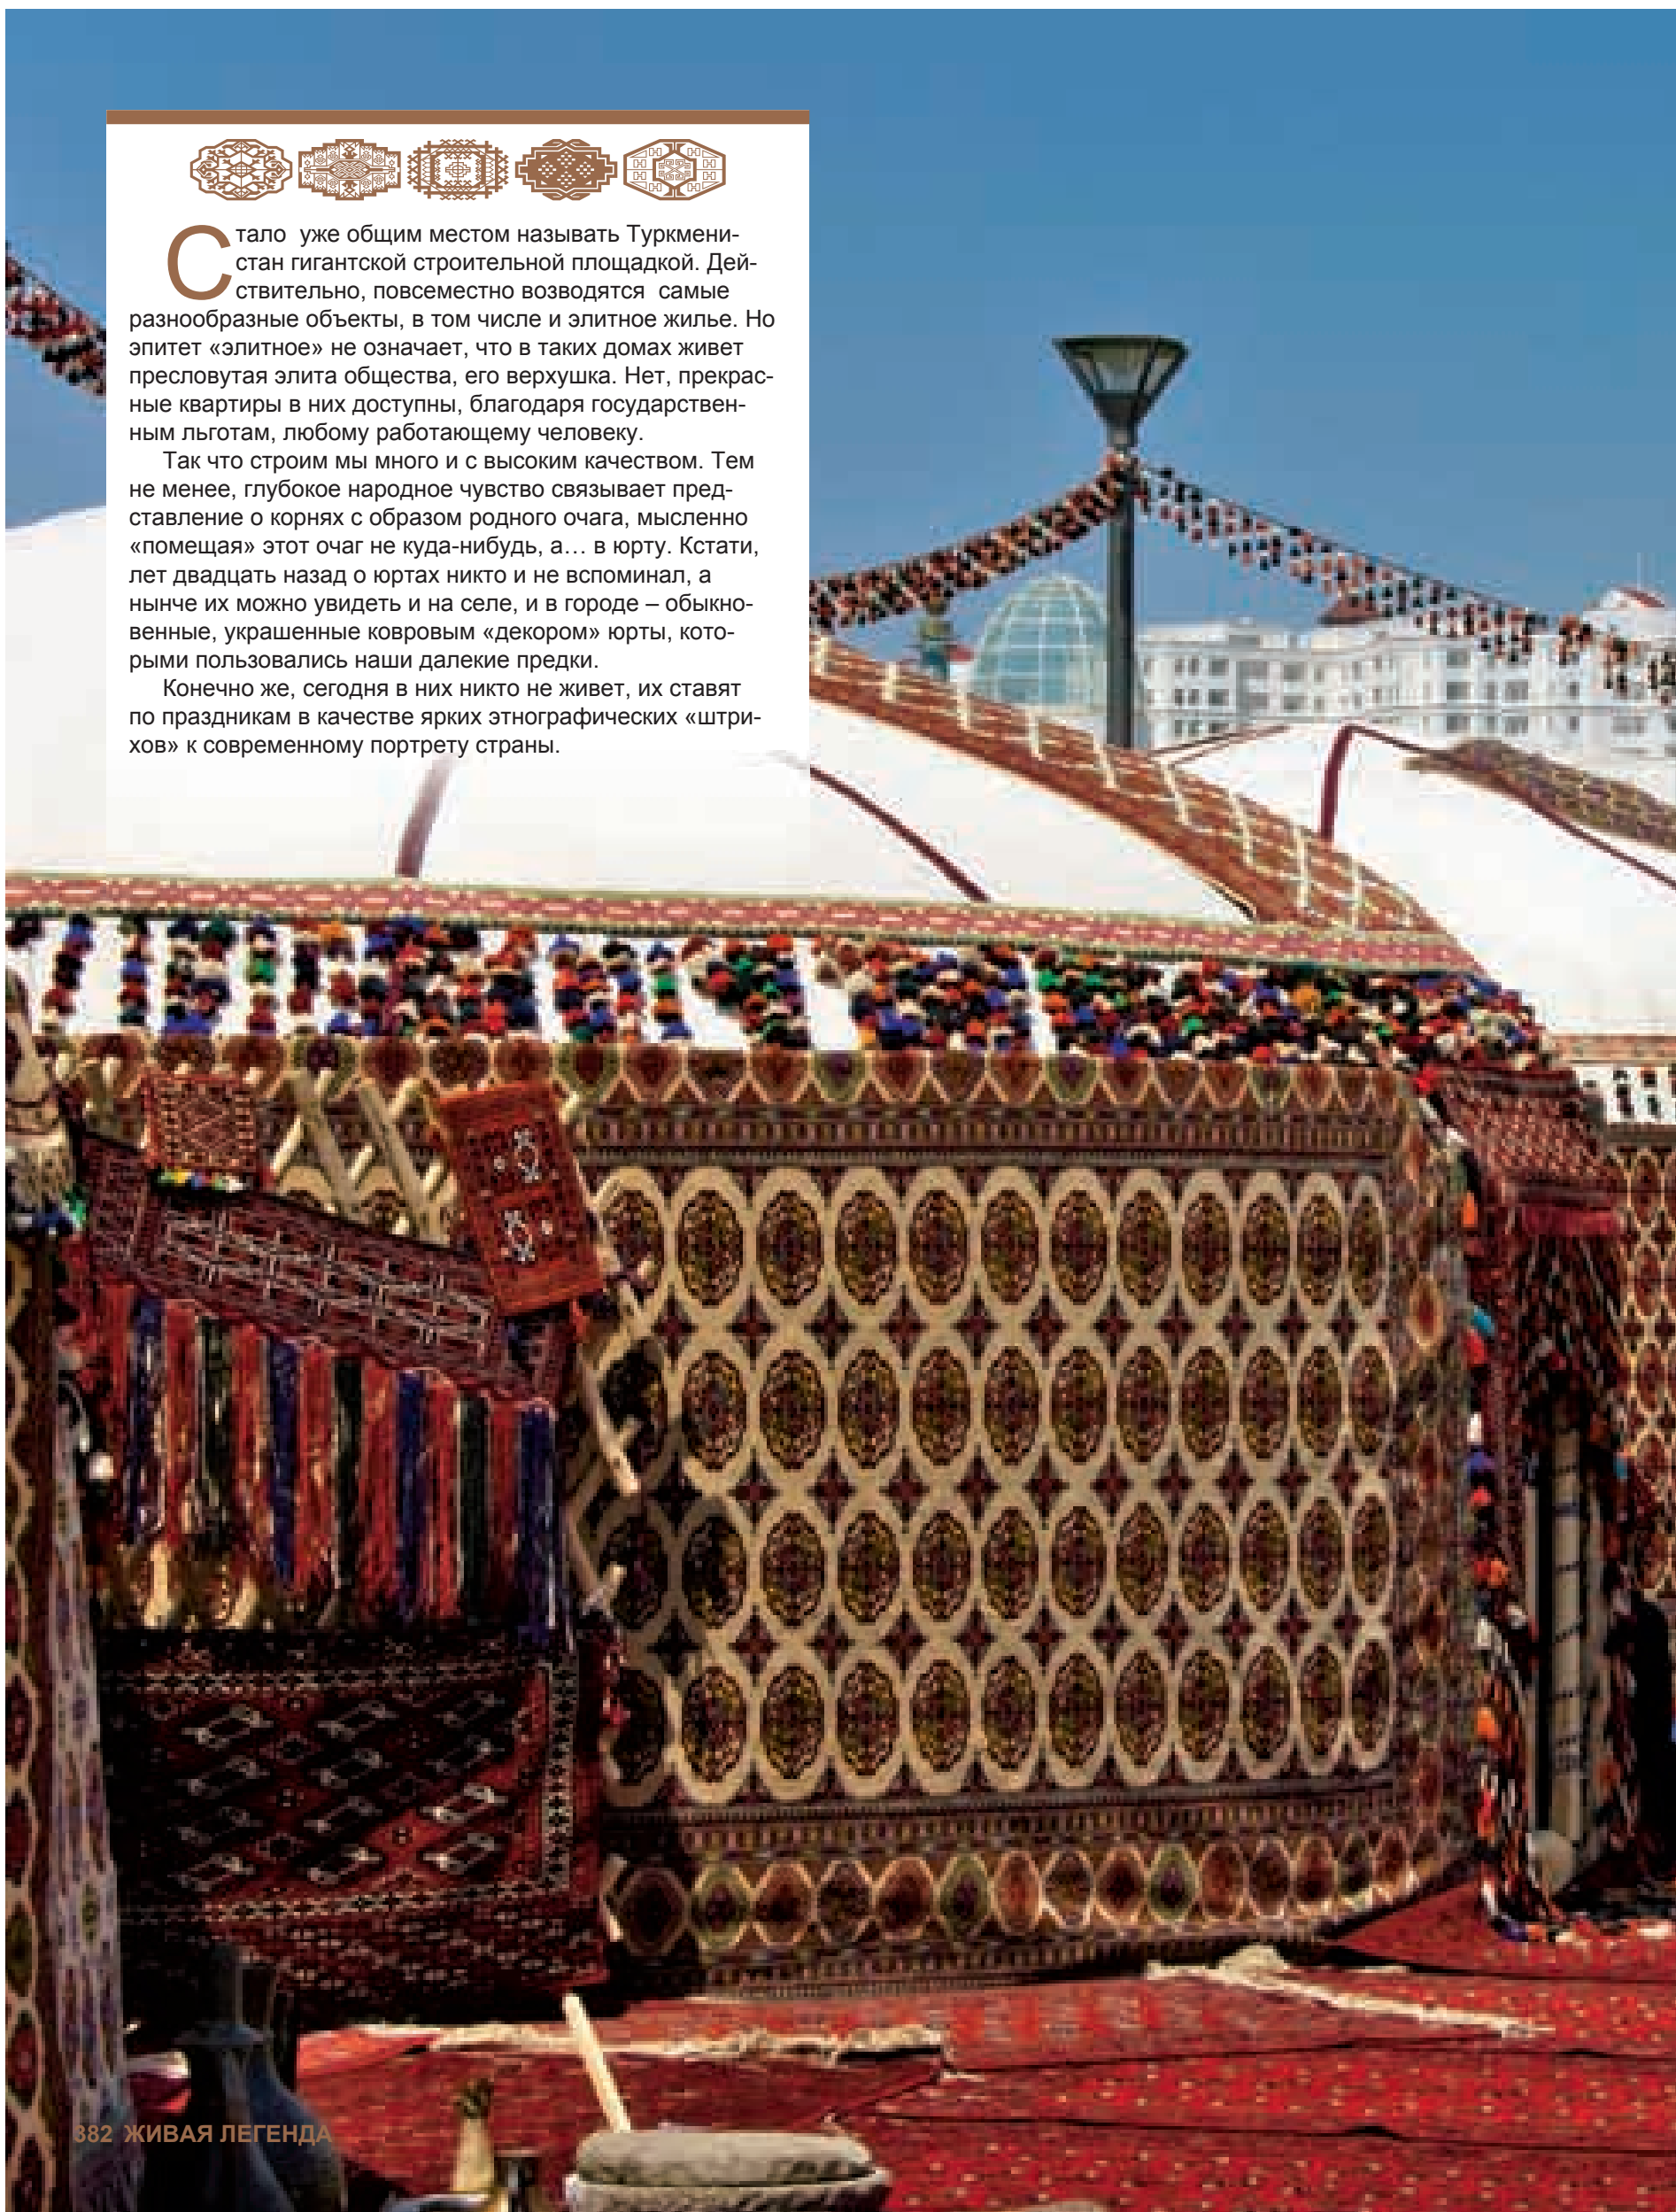 Стало  уже общим местом называть Туркмени-
стан гигантской строительной площадкой. Дей-
ствительно, повсеместно возводятся  самые
разнообразные объекты, в том числе и элитное жилье. Но
эпитет «элитное» не означает, что в таких домах живет
пресловутая элита общества, его верхушка. Нет, прекрас-
ные квартиры в них доступны, благодаря государствен-
ным льготам, любому работающему человеку.
Так что строим мы много и с высоким качеством. Тем
не менее, глубокое народное чувство связывает пред-
ставление о корнях с образом родного очага, мысленно
«помещая» этот очаг не куда-нибудь, а… в юрту. Кстати,
лет двадцать назад о юртах никто и не вспоминал, а
нынче их можно увидеть и на селе, и в городе – обыкно-
венные, украшенные ковровым «декором» юрты, кото-
рыми пользовались наши далекие предки.
Конечно же, сегодня в них никто не живет, их ставят
по праздникам в качестве ярких этнографических «штри-
хов» к современному портрету страны.
382 ЖИВАЯ ЛЕГЕНДА